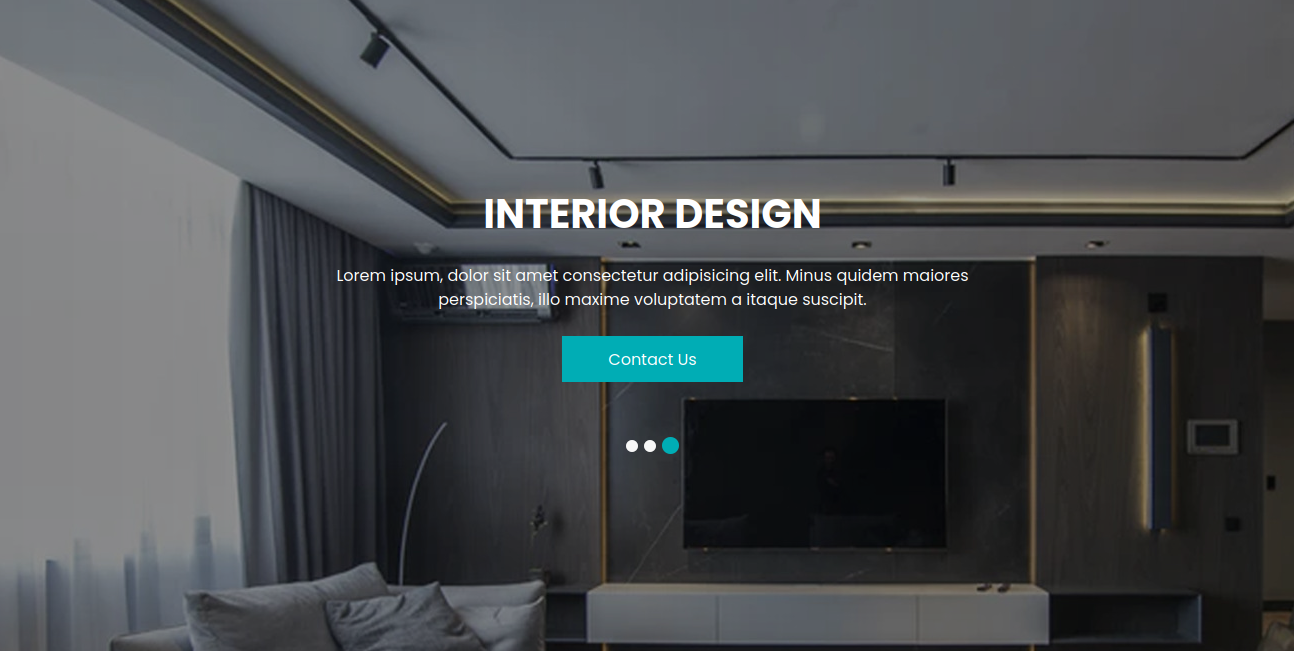 INTERIOR DESIGN
Lorem ipsum, dolor sit amet consectetur adipisicing elit. Minus quidem maiores
perspiciatis, illo maxime voluptatem a itaque suscipit.
Contact Us